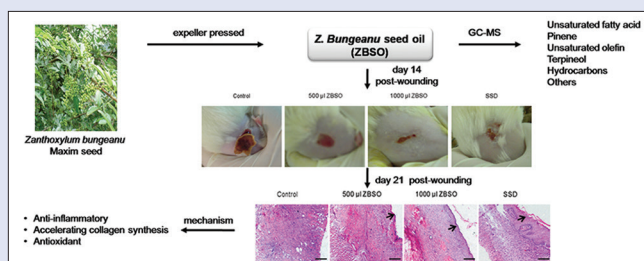 expeller pressed
Z. Bungeanu seed oil
(ZBSO)
GC-MS
Unsaturated fatty acid
Pinene
Unsaturated olefin
Terpineol
Hydrocarbons
Others
day 14
post-wounding
Control
500 µl ZBSO
1000 µl ZBSO
SSD
Zanthoxylum bungeanu
Maxim seed
day 21 post-wounding
Control
500 µl ZBSO
1000 µl ZBSO
SSD
mechanism
• Anti-inflammatory
• Accelerating collagen synthesis
• Antioxidant